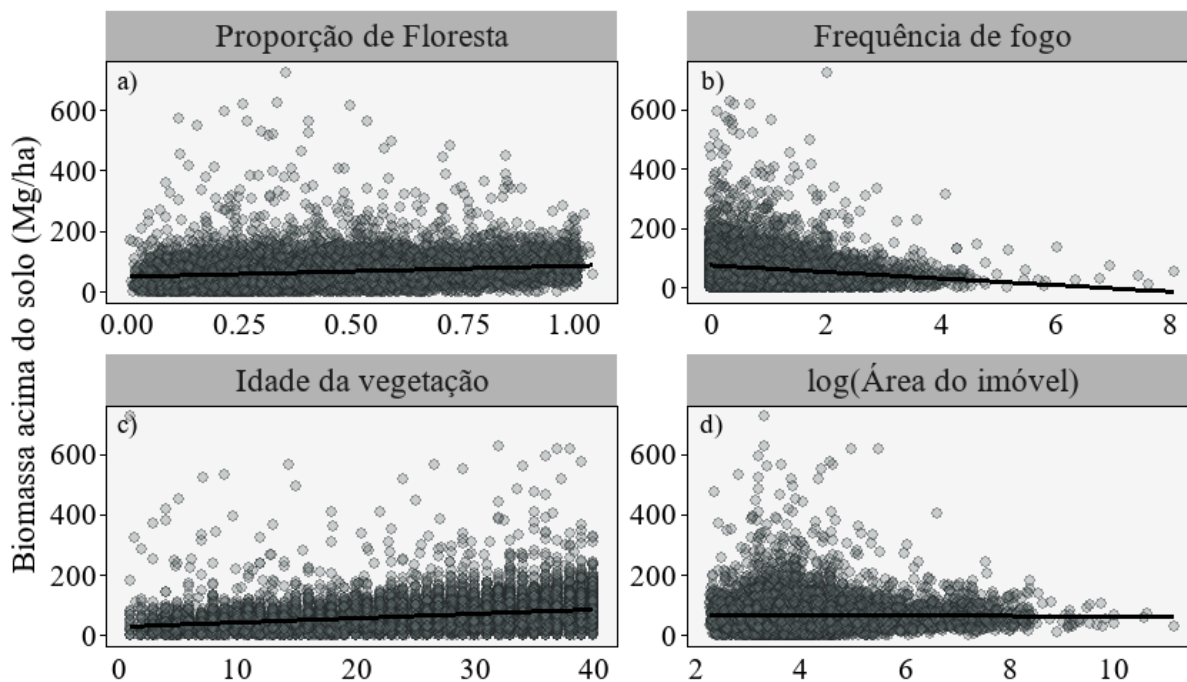 Biomassa acima do solo (Mg/ha)
Proporção de Floresta
a)
600
400
200
0
0.00 0.25 0.50 0.75 1.00
Frequência de fogo
b)
600
400
200
0
0 2 4 6 8
Idade da vegetação
c)
600
400
200
0
0 10 20 30 40
log(Área do imóvel)
d)
600
400
200
0
2 4 6 8 10